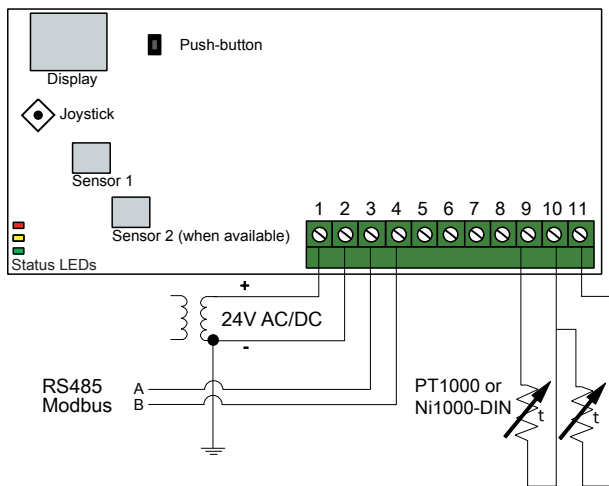 Push-button
Display
Joystick
Sensor 1
Sensor 2 (when available)
Status LEDs
1 2 3 4 5 6 7 8 9 10 11
+
24V AC/DC
-
RS485
Modbus
A
B
PT1000 or
Ni1000-DIN
t
t